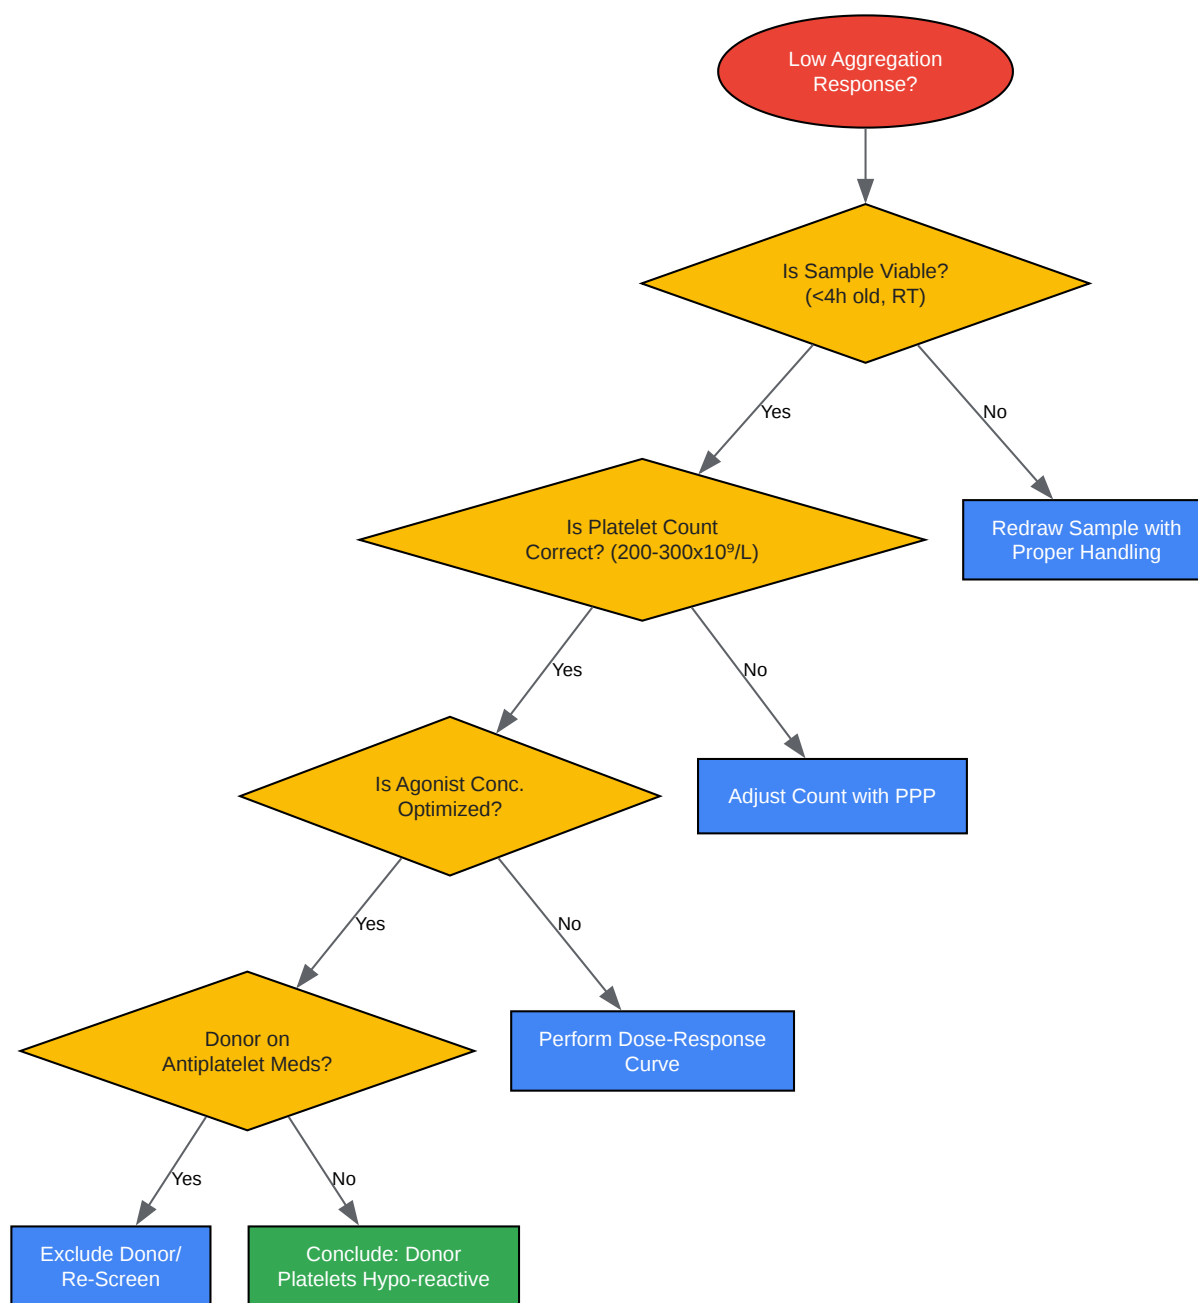 Low Aggregation
Response?
Is Sample Viable?
(<4h old, RT)
Yes
No
Is Platelet Count
Correct? (200-300x10⁹/L)
Redraw Sample with
Proper Handling
Yes
No
Is Agonist Conc.
Optimized?
Adjust Count with PPP
Yes
No
Donor on
Antiplatelet Meds?
Perform Dose-Response
Curve
Yes
No
Exclude Donor/
Re-Screen
Conclude: Donor
Platelets Hypo-reactive